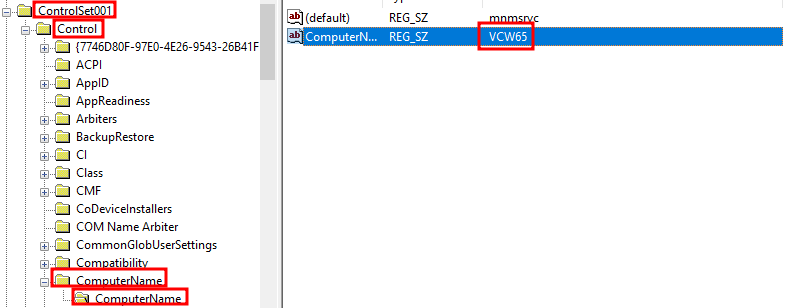 ControlSet001
Control
{7746D80F-97E0-4E26-9543-26B41F
ACPI
AppID
AppReadiness
Arbiters
BackupRestore
CI
Class
CMF
CoDeviceInstallers
COM Name Arbiter
CommonGlobUserSettings
Compatibility
ComputerName
ComputerName
(default) REG_SZ mnmsrvc
ComputerN... REG_SZ VCW65